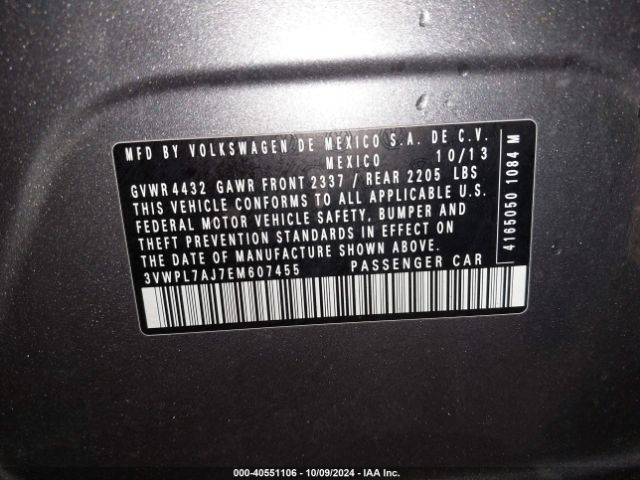 MFD BY VOLKSWAGEN DE MEXICO S.A. DE C.V.
MEXICO 10/13
GVWR 4432 GAWR FRONT 2337 / REAR 2205 LBS
THIS VEHICLE CONFORMS TO ALL APPLICABLE U.S.
FEDERAL MOTOR VEHICLE SAFETY, BUMPER AND
THEFT PREVENTION STANDARDS IN EFFECT ON
THE DATE OF MANUFACTURE SHOWN ABOVE.
3VWPL7AJ7EM607455 PASSENGER CAR
4165050 1084 M
000-40551106 - 10/09/2024 - IAA Inc.